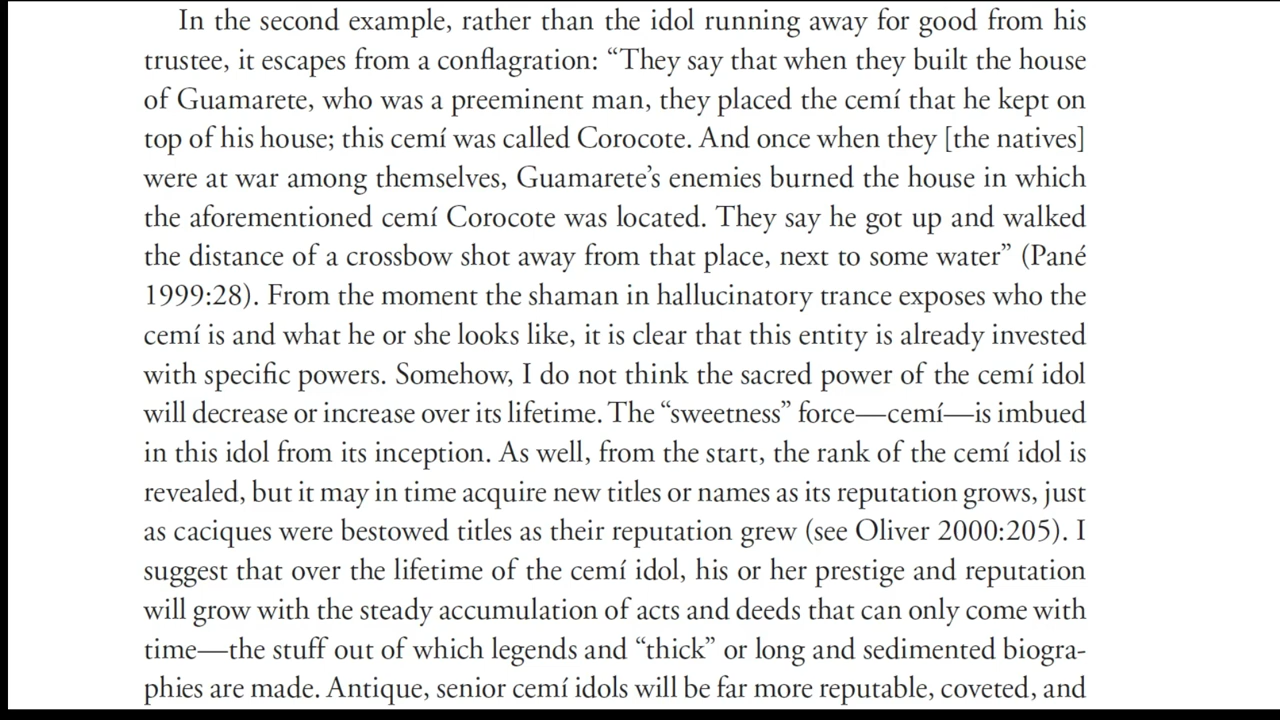 In the second example, rather than the idol running away for good from his
trustee, it escapes from a conflagration: “They say that when they built the house
of Guamarete, who was a preeminent man, they placed the cemí that he kept on
top of his house; this cemí was called Corocote. And once when they [the natives]
were at war among themselves, Guamarete’s enemies burned the house in which
the aforementioned cemí Corocote was located. They say he got up and walked
the distance of a crossbow shot away from that place, next to some water” (Pané
1999:28). From the moment the shaman in hallucinatory trance exposes who the
cemí is and what he or she looks like, it is clear that this entity is already invested
with specific powers. Somehow, I do not think the sacred power of the cemí idol
will decrease or increase over its lifetime. The “sweetness” force—cemí—is imbued
in this idol from its inception. As well, from the start, the rank of the cemí idol is
revealed, but it may in time acquire new titles or names as its reputation grows, just
as caciques were bestowed titles as their reputation grew (see Oliver 2000:205). I
suggest that over the lifetime of the cemí idol, his or her prestige and reputation
will grow with the steady accumulation of acts and deeds that can only come with
time—the stuff out of which legends and “thick” or long and sedimented biogra-
phies are made. Antique, senior cemí idols will be far more reputable, coveted, and